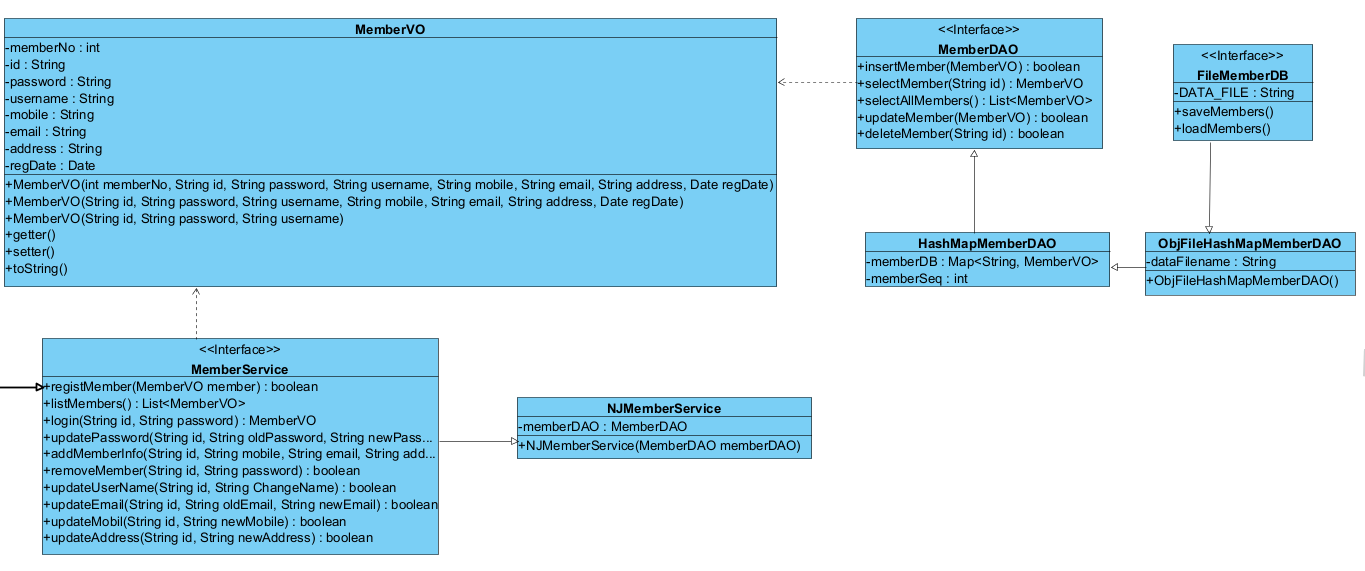 MemberVO
-memberNo : int
-id : String
-password : String
-username : String
-mobile : String
-email : String
-address : String
-regDate : Date
+MemberVO(int memberNo, String id, String password, String username, String mobile, String email, String address, Date regDate)
+MemberVO(String id, String password, String username, String mobile, String email, String address, Date regDate)
+MemberVO(String id, String password, String username)
+getter()
+setter()
+toString()
<<Interface>>
MemberDAO
+insertMember(MemberVO) : boolean
+selectMember(String id) : MemberVO
+selectAllMembers() : List<MemberVO>
+updateMember(MemberVO) : boolean
+deleteMember(String id) : boolean
<<Interface>>
FileMemberDB
-DATA_FILE : String
+saveMembers()
+loadMembers()
HashMapMemberDAO
-memberDB : Map<String, MemberVO>
-memberSeq : int
ObjFileHashMapMemberDAO
-dataFilename : String
+ObjFileHashMapMemberDAO()
<<Interface>>
MemberService
+registMember(MemberVO member) : boolean
+listMembers() : List<MemberVO>
+login(String id, String password) : MemberVO
+updatePassword(String id, String oldPassword, String newPass...
+addMemberInfo(String id, String mobile, String email, String add...
+removeMember(String id, String password) : boolean
+updateUserName(String id, String ChangeName) : boolean
+updateEmail(String id, String oldEmail, String newEmail) : boolean
+updateMobil(String id, String newMobile) : boolean
+updateAddress(String id, String newAddress) : boolean
NJMemberService
-memberDAO : MemberDAO
+NJMemberService(MemberDAO memberDAO)